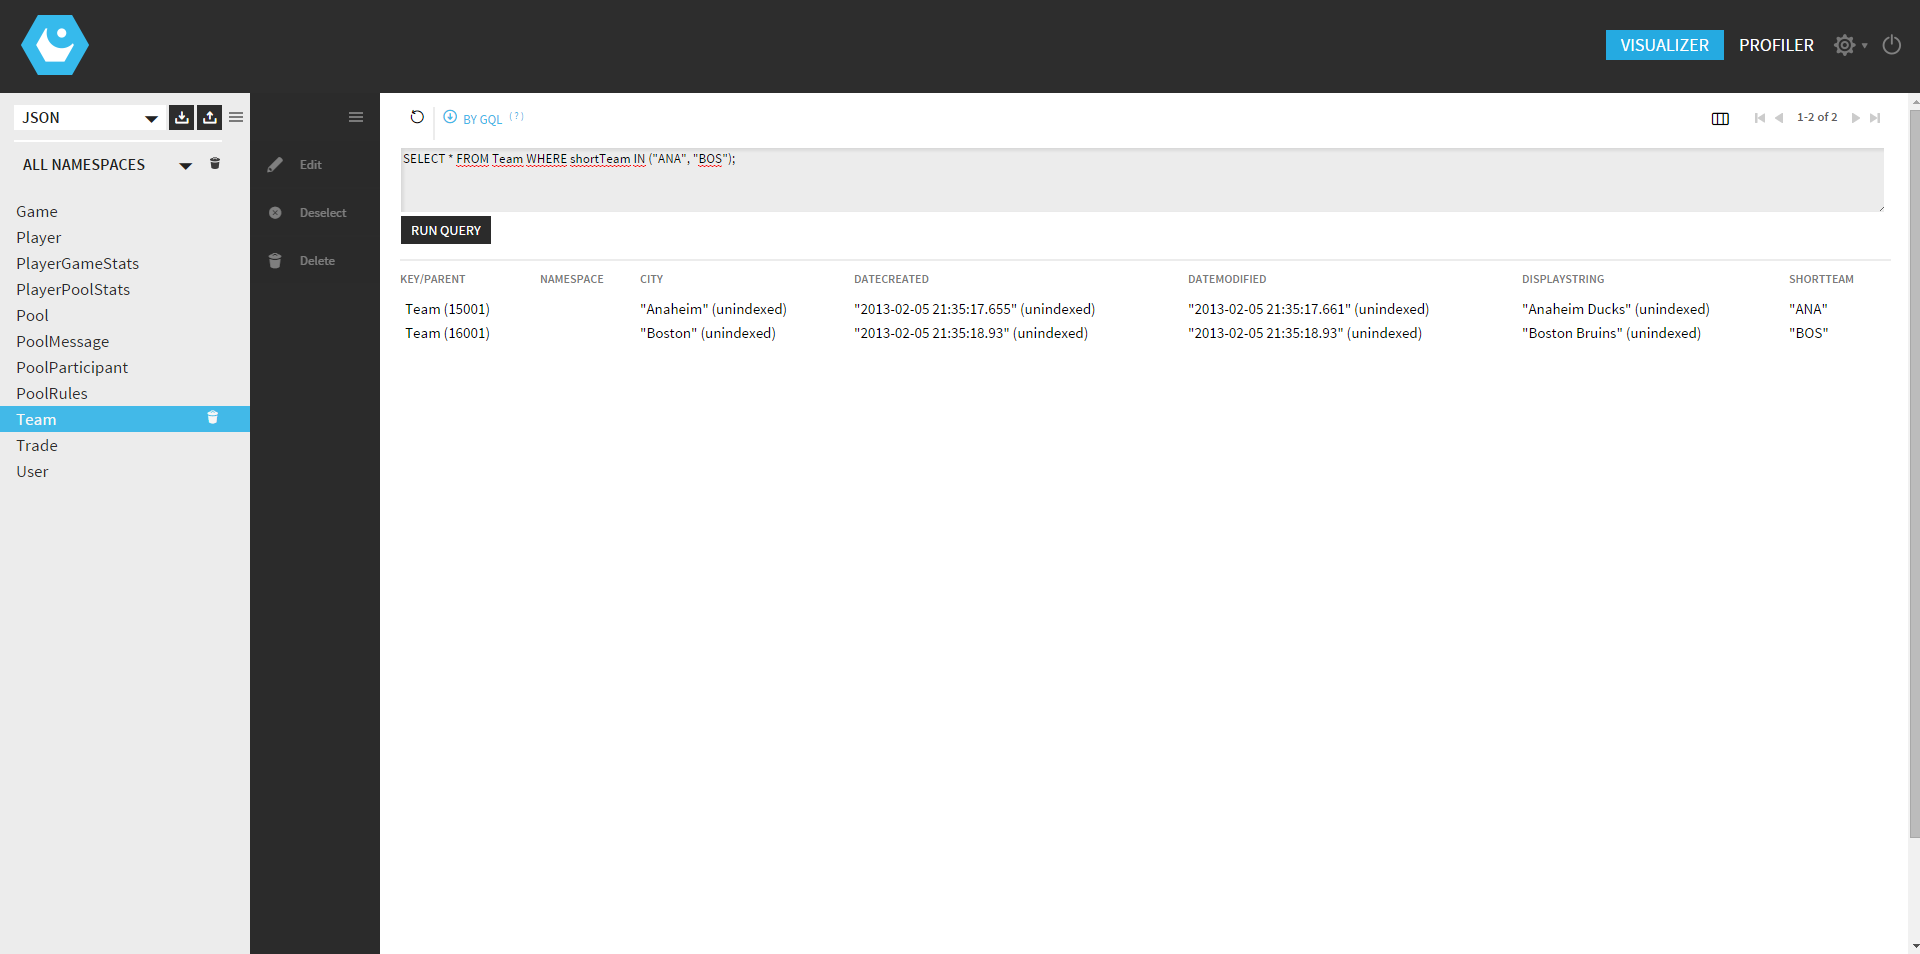 VISUALIZER PROFILER
JSON
ALL NAMESPACES
Game
Player
PlayerGameStats
PlayerPoolStats
Pool
PoolMessage
PoolParticipant
PoolRules
Team
Trade
User
Edit
Deselect
Delete
BY GQL (?)
1-2 of 2
SELECT * FROM Team WHERE shortTeam IN ("ANA", "BOS");
RUN QUERY
KEY/PARENT NAMESPACE CITY DATECREATED DATEMODIFIED DISPLAYSTRING SHORTTEAM
Team (15001) "Anaheim" (unindexed) "2013-02-05 21:35:17.655" (unindexed) "2013-02-05 21:35:17.661" (unindexed) "Anaheim Ducks" (unindexed) "ANA"
Team (16001) "Boston" (unindexed) "2013-02-05 21:35:18.93" (unindexed) "2013-02-05 21:35:18.93" (unindexed) "Boston Bruins" (unindexed) "BOS"